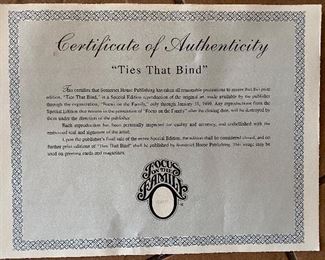 Certificate of Authenticity
"Ties That Bind"
This certifies that Somerset House Publishing has taken all reasonable precautions to ensure that this print
edition, "Ties That Bind," is a Special Edition reproduction of the original art made available by the publisher
through the organization, "Focus on the Family," only through January 31, Any reproductions from the
Special Edition that remain in the possession of "Focus on the Family" after the closing date, will be destroyed by
them under the direction of the publisher.
Each reproduction has been personally inspected for quality and accuracy, and embellished with the
embossed seal and signature of the artist.
Upon the publisher's final sale of the entire Special Edition, the edition shall be considered closed, and no
further print editions of "Ties That Bind" shall be published by Somerset House Publishing. This image may be
used on greeting cards and magazines.
FOCUS
ON THE
FAMILY